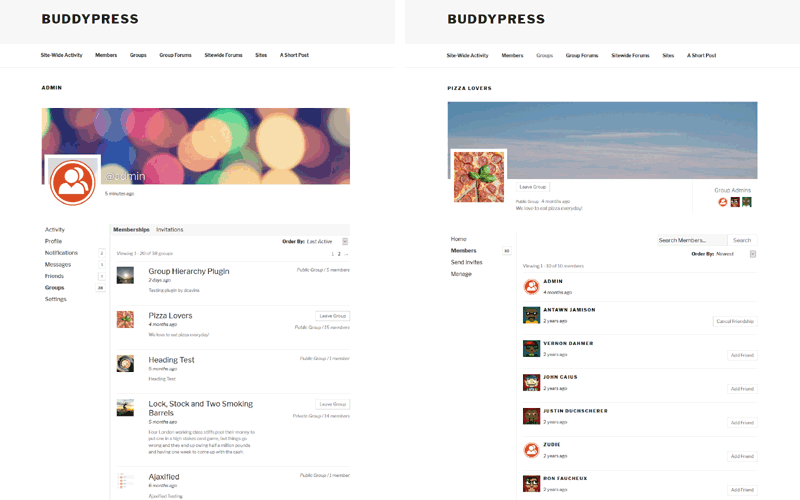 BUDDYPRESS
Site-Wide Activity Members Groups Group Forums Sitewide Forums Sites A Short Post
ADMIN
@admin
5 minutes ago
Activity
Profile
Notifications
Messages
Friends
Groups
Settings
Memberships Invitations
Order By: Last Active
Viewing 1 - 20 of 39 groups
1 2 →
Group Hierarchy Plugin
2 days ago
Testing plugin by dcavins
Public Group / 5 members
Pizza Lovers
4 months ago
We love to eat pizza everyday!
Leave Group
Public Group / 15 members
Heading Test
5 months ago
Heading Test
Public Group / 1 member
Lock, Stock and Two Smoking
Barrels
5 months ago
Four London working class stiffs pool their money to
put one in a high stakes card game, but things go
wrong and they end up owing half a million pounds
and having one week to come up with the cash
Leave Group
Private Group / 14 members
Ajaxified
6 months ago
Ajaxified Testing
Public Group / 1 member
BUDDYPRESS
Site-Wide Activity Members Groups Group Forums Sitewide Forums Sites A Short Post
PIZZA LOVERS
Leave Group
Public Group 4 months ago
We love to eat pizza everyday!
Group Admins
Home
Members
Send Invites
Manage
Search Members... Search
Order By: Newest
Viewing 1 - 10 of 10 members
ADMIN
4 months ago
ANTAWN JAMISON
2 years ago
Cancel Friendship
VERNON DAHMER
2 years ago
Add Friend
JOHN CAIUS
2 years ago
Add Friend
JUSTIN DUCHSCHERER
2 years ago
Add Friend
ZUDIE
2 years ago
Add Friend
RON FAUCHEUX
2 years ago
Add Friend